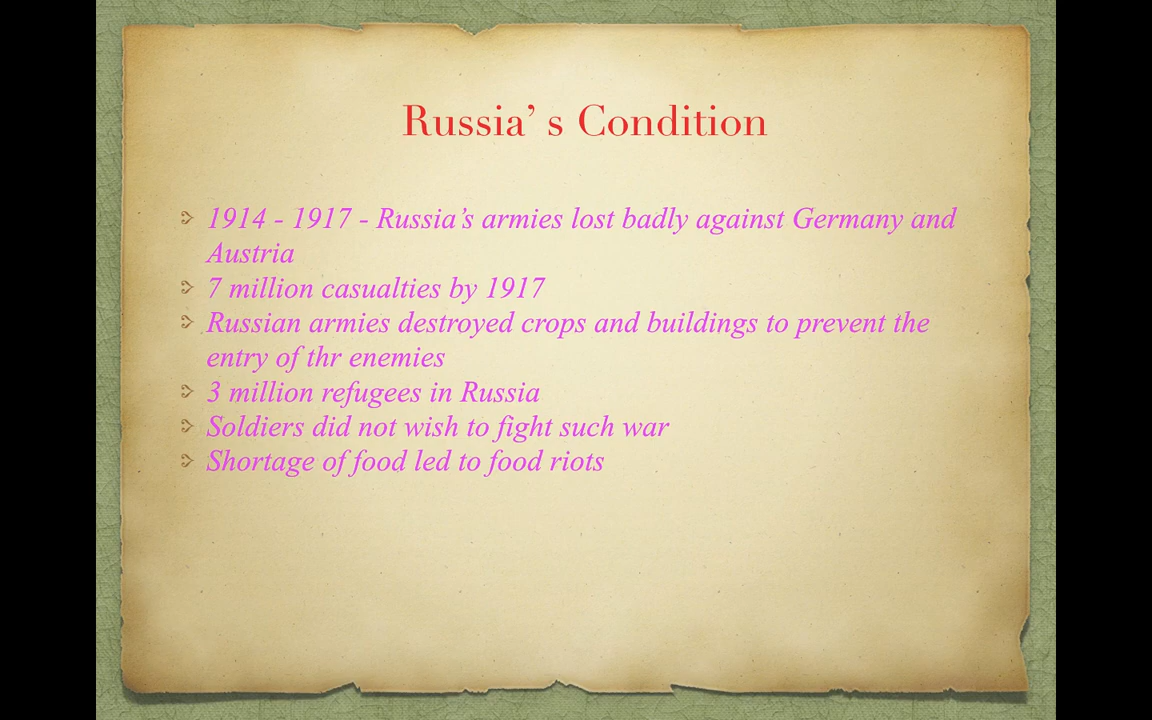 Russia’ s Condition
1914 - 1917 - Russia’s armies lost badly against Germany and
Austria
7 million casualties by 1917
Russian armies destroyed crops and buildings to prevent the
entry of thr enemies
3 million refugees in Russia
Soldiers did not wish to fight such war
Shortage of food led to food riots